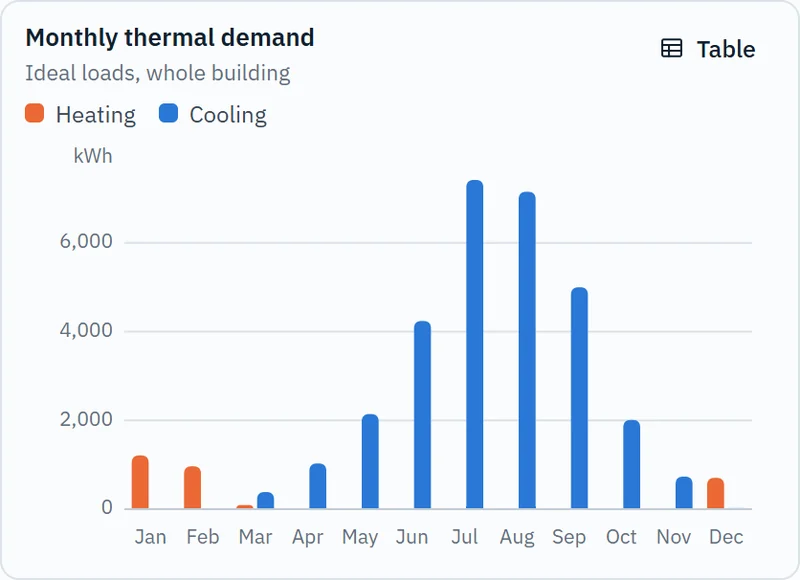 Monthly thermal demand
Table
Ideal loads, whole building
Heating Cooling
kWh
6,000
4,000
2,000
0
Jan Feb Mar Apr May Jun Jul Aug Sep Oct Nov Dec